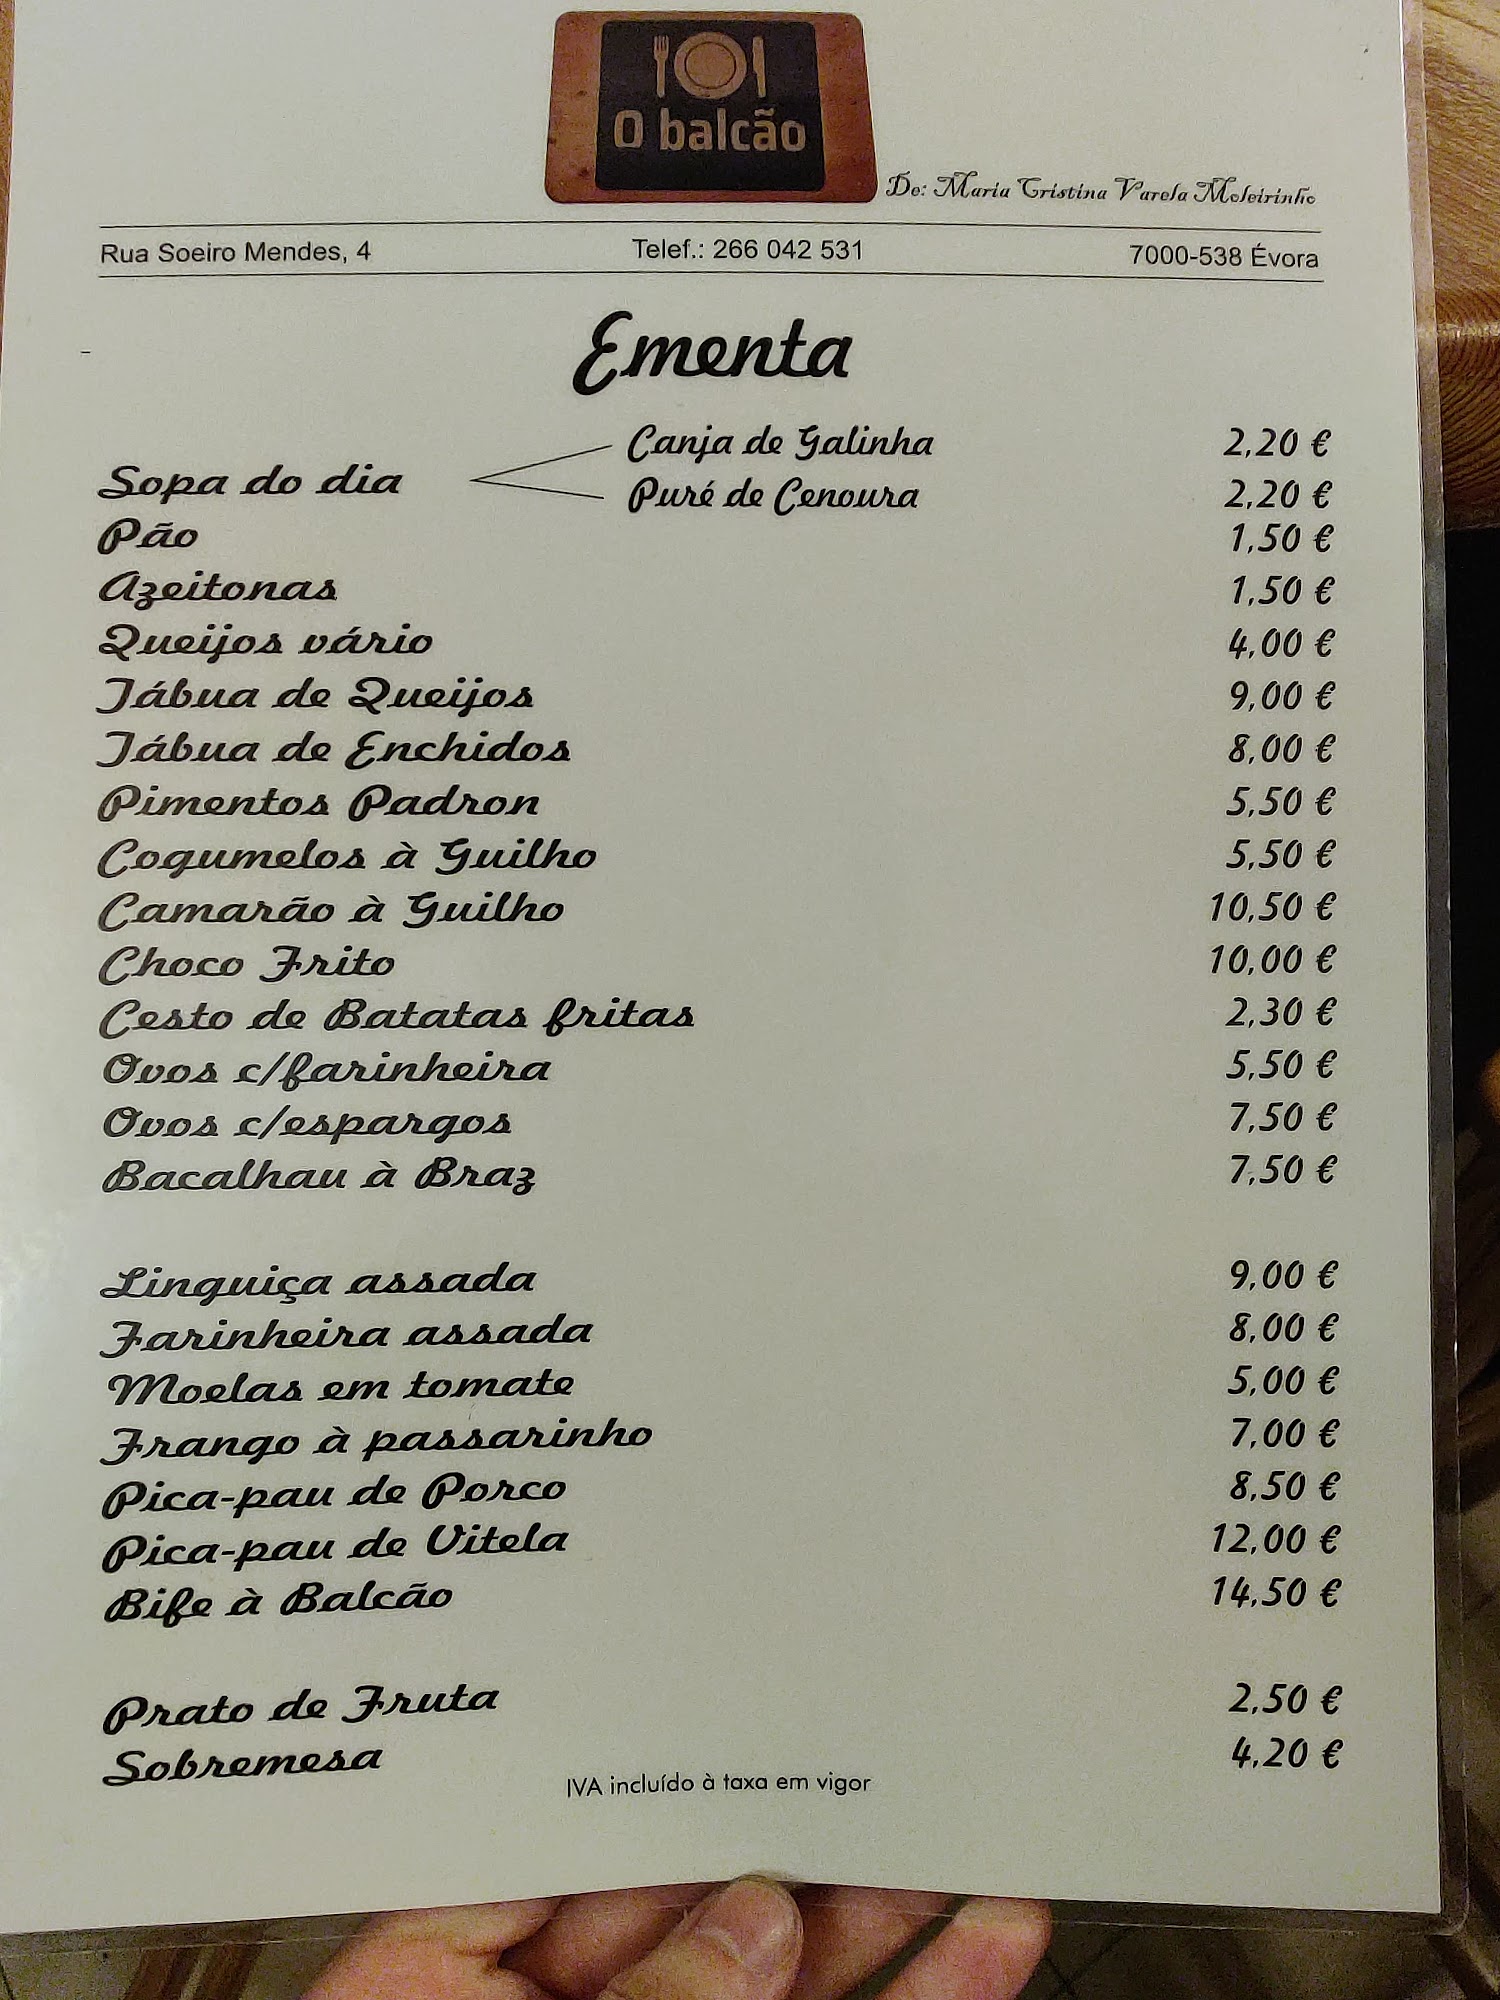 O balcão
De: Maria Cristina Varela Moleirinho
Rua Soeiro Mendes, 4 Telef.: 266 042 531 7000-538 Évora
Ementa
Sopa do dia
Canja de Galinha 2,20 €
Puré de Cenoura 2,20 €
Pão 1,50 €
Azeitonas 1,50 €
Queijos vário 4,00 €
Tábua de Queijos 9,00 €
Tábua de Enchidos 8,00 €
Pimentos Padron 5,50 €
Cogumelos à Guilho 5,50 €
Camarão à Guilho 10,50 €
Choco Frito 10,00 €
Cesto de Batatas fritas 2,30 €
Ovos c/farinheira 5,50 €
Ovos c/espargos 7,50 €
Bacalhau à Braz 7,50 €
Linguiça assada 9,00 €
Farinheira assada 8,00 €
Moelas em tomate 5,00 €
Frango à passarinho 7,00 €
Pica-pau de Porco 8,50 €
Pica-pau de Vitela 12,00 €
Bife à Balcão 14,50 €
Prato de Fruta 2,50 €
Sobremesa 4,20 €
IVA incluído à taxa em vigor